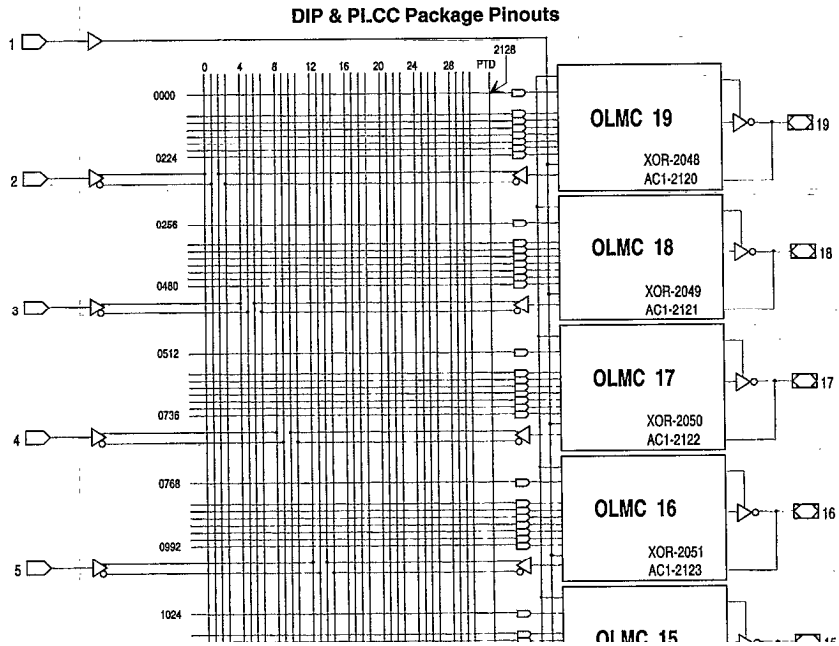 DIP & PLCC Package Pinouts
1
2128
0 4 8 12 16 20 24 28 PTD
0000
OLMC 19
19
0224
XOR-2048
AC1-2120
2
0256
OLMC 18
18
0480
XOR-2049
AC1-2121
3
0512
OLMC 17
17
0736
XOR-2050
AC1-2122
4
0768
OLMC 16
16
0992
XOR-2051
AC1-2123
5
1024
OLMC 15
15